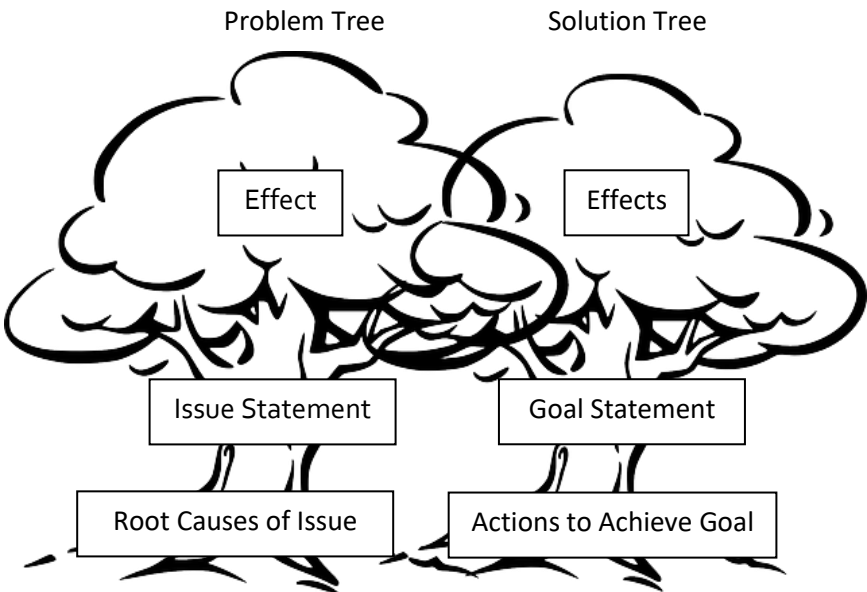 Problem Tree
Solution Tree
Effect
Effects
Issue Statement
Goal Statement
Root Causes of Issue
Actions to Achieve Goal